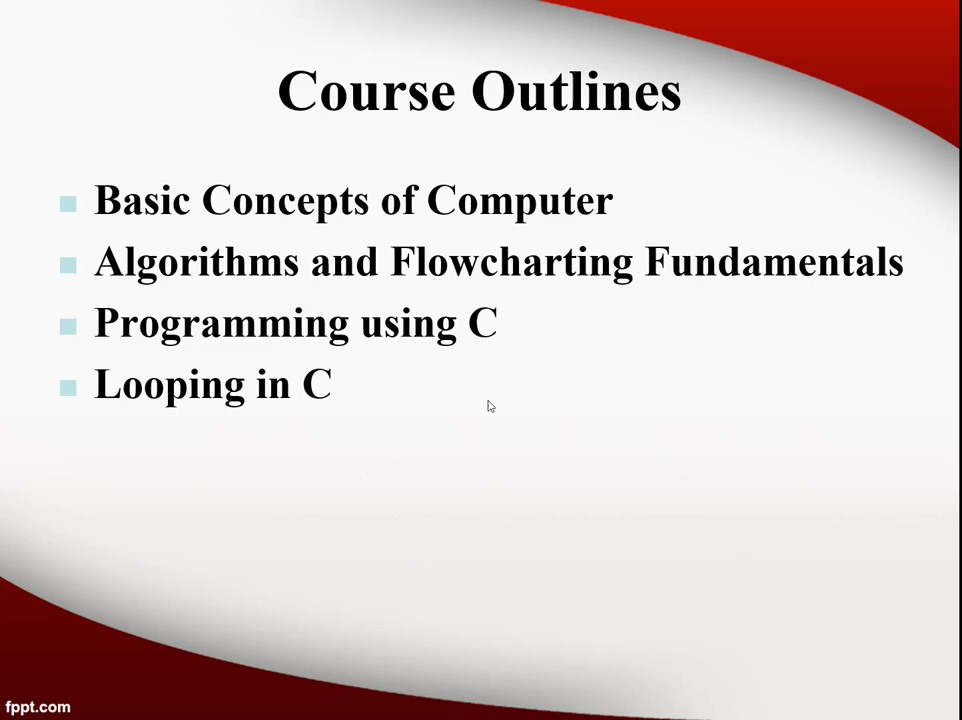 Course Outlines
Basic Concepts of Computer
Algorithms and Flowcharting Fundamentals
Programming using C
Looping in C
fppt.com